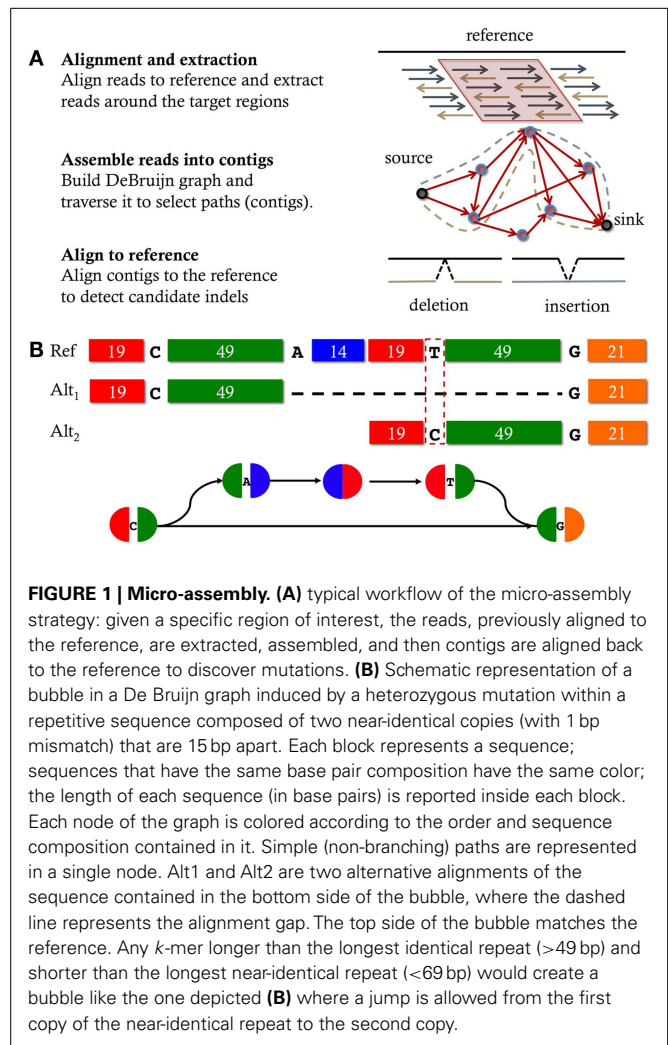 reference
A Alignment and extraction
Align reads to reference and extract
reads around the target regions
Assemble reads into contigs
Build DeBruijn graph and
traverse it to select paths (contigs).
source
sink
Align to reference
Align contigs to the reference
to detect candidate indels
deletion insertion
B Ref 19 C 49 A 14 19 T 49 G 21
Alt1 19 C 49 G 21
Alt2 19 C 49 G 21
A T
C G
FIGURE 1 | Micro-assembly. (A) typical workflow of the micro-assembly
strategy: given a specific region of interest, the reads, previously aligned to
the reference, are extracted, assembled, and then contigs are aligned back
to the reference to discover mutations. (B) Schematic representation of a
bubble in a De Bruijn graph induced by a heterozygous mutation within a
repetitive sequence composed of two near-identical copies (with 1 bp
mismatch) that are 15 bp apart. Each block represents a sequence;
sequences that have the same base pair composition have the same color;
the length of each sequence (in base pairs) is reported inside each block.
Each node of the graph is colored according to the order and sequence
composition contained in it. Simple (non-branching) paths are represented
in a single node. Alt1 and Alt2 are two alternative alignments of the
sequence contained in the bottom side of the bubble, where the dashed
line represents the alignment gap. The top side of the bubble matches the
reference. Any k-mer longer than the longest identical repeat (>49 bp) and
shorter than the longest near-identical repeat (<69 bp) would create a
bubble like the one depicted (B) where a jump is allowed from the first
copy of the near-identical repeat to the second copy.